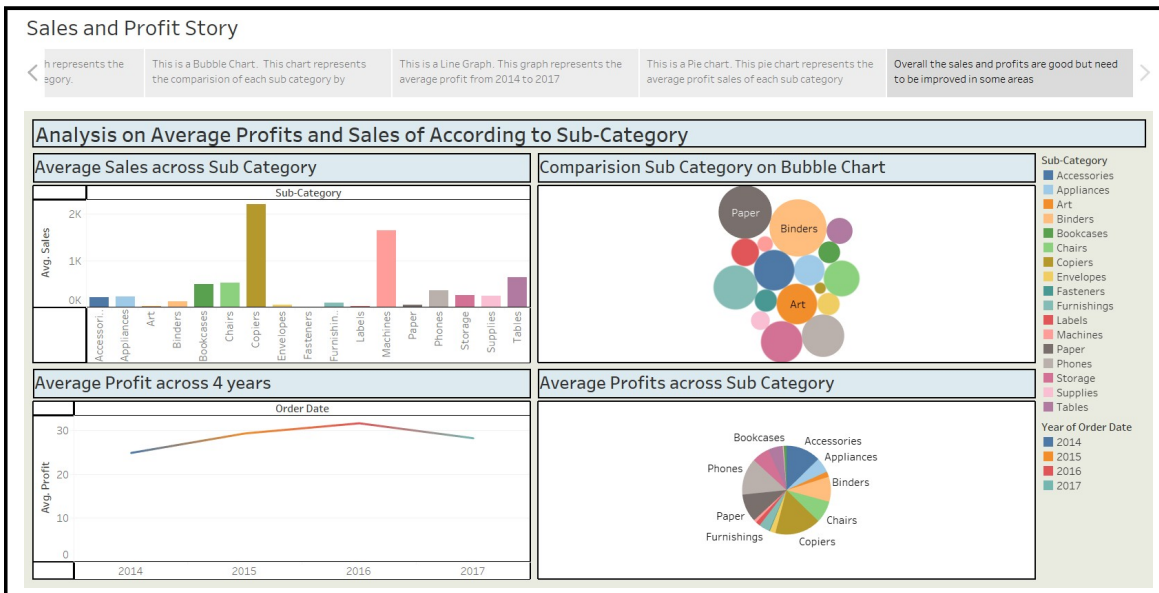 Sales and Profit Story
h represents the
egory.
This is a Bubble Chart. This chart represents
the comparision of each sub category by
This is a Line Graph. This graph represents the
average profit from 2014 to 2017
This is a Pie chart. This pie chart represents the
average profit sales of each sub category
Overall the sales and profits are good but need
to be improved in some areas
Analysis on Average Profits and Sales of According to Sub-Category
Average Sales across Sub Category
Sub-Category
Avg. Sales
2K
1K
0K
Accessori..
Appliances
Art
Binders
Bookcases
Chairs
Copiers
Envelopes
Fasteners
Furnishin..
Labels
Machines
Paper
Phones
Storage
Supplies
Tables
Comparision Sub Category on Bubble Chart
Paper
Binders
Art
Sub-Category
Accessories
Appliances
Art
Binders
Bookcases
Chairs
Copiers
Envelopes
Fasteners
Furnishings
Labels
Machines
Paper
Phones
Storage
Supplies
Tables
Year of Order Date
2014
2015
2016
2017
Average Profit across 4 years
Order Date
Avg. Profit
30
20
10
0
2014
2015
2016
2017
Average Profits across Sub Category
Bookcases
Accessories
Appliances
Phones
Binders
Paper
Chairs
Furnishings
Copiers